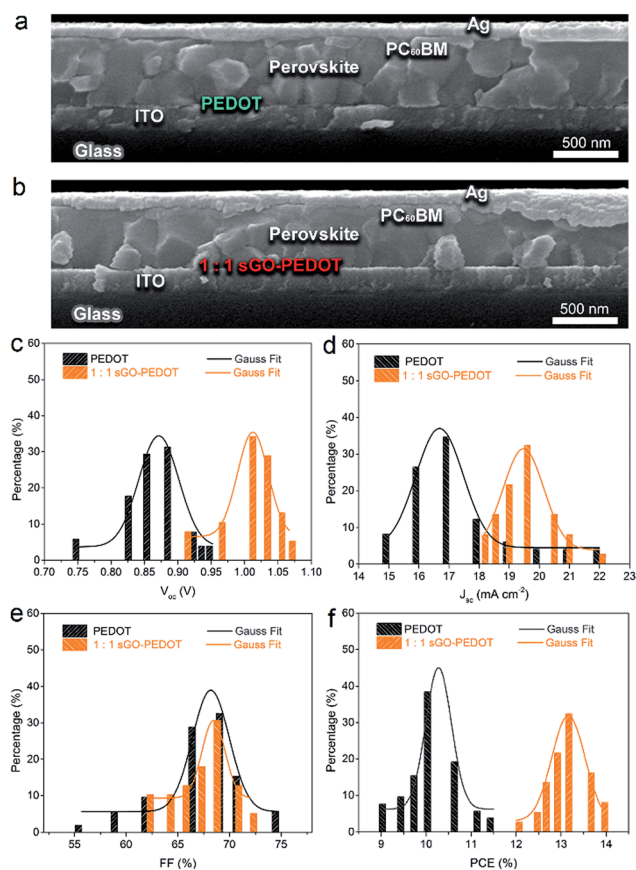 a
Ag
PC₆₀BM
Perovskite
PEDOT
ITO
Glass
500 nm
b
Ag
PC₆₀BM
Perovskite
1 : 1 sGO-PEDOT
ITO
Glass
500 nm
c
PEDOT
Gauss Fit
1 : 1 sGO-PEDOT
Gauss Fit
Percentage (%)
60
50
40
30
20
10
0
0.70 0.75 0.80 0.85 0.90 0.95 1.00 1.05 1.10
Voc (V)
d
PEDOT
Gauss Fit
1 : 1 sGO-PEDOT
Gauss Fit
Percentage (%)
60
50
40
30
20
10
0
14 15 16 17 18 19 20 21 22 23
Jsc (mA cm⁻²)
e
PEDOT
Gauss Fit
1 : 1 sGO-PEDOT
Gauss Fit
Percentage (%)
60
50
40
30
20
10
0
55 60 65 70 75
FF (%)
f
PEDOT
Gauss Fit
1 : 1 sGO-PEDOT
Gauss Fit
Percentage (%)
60
50
40
30
20
10
0
9 10 11 12 13 14
PCE (%)